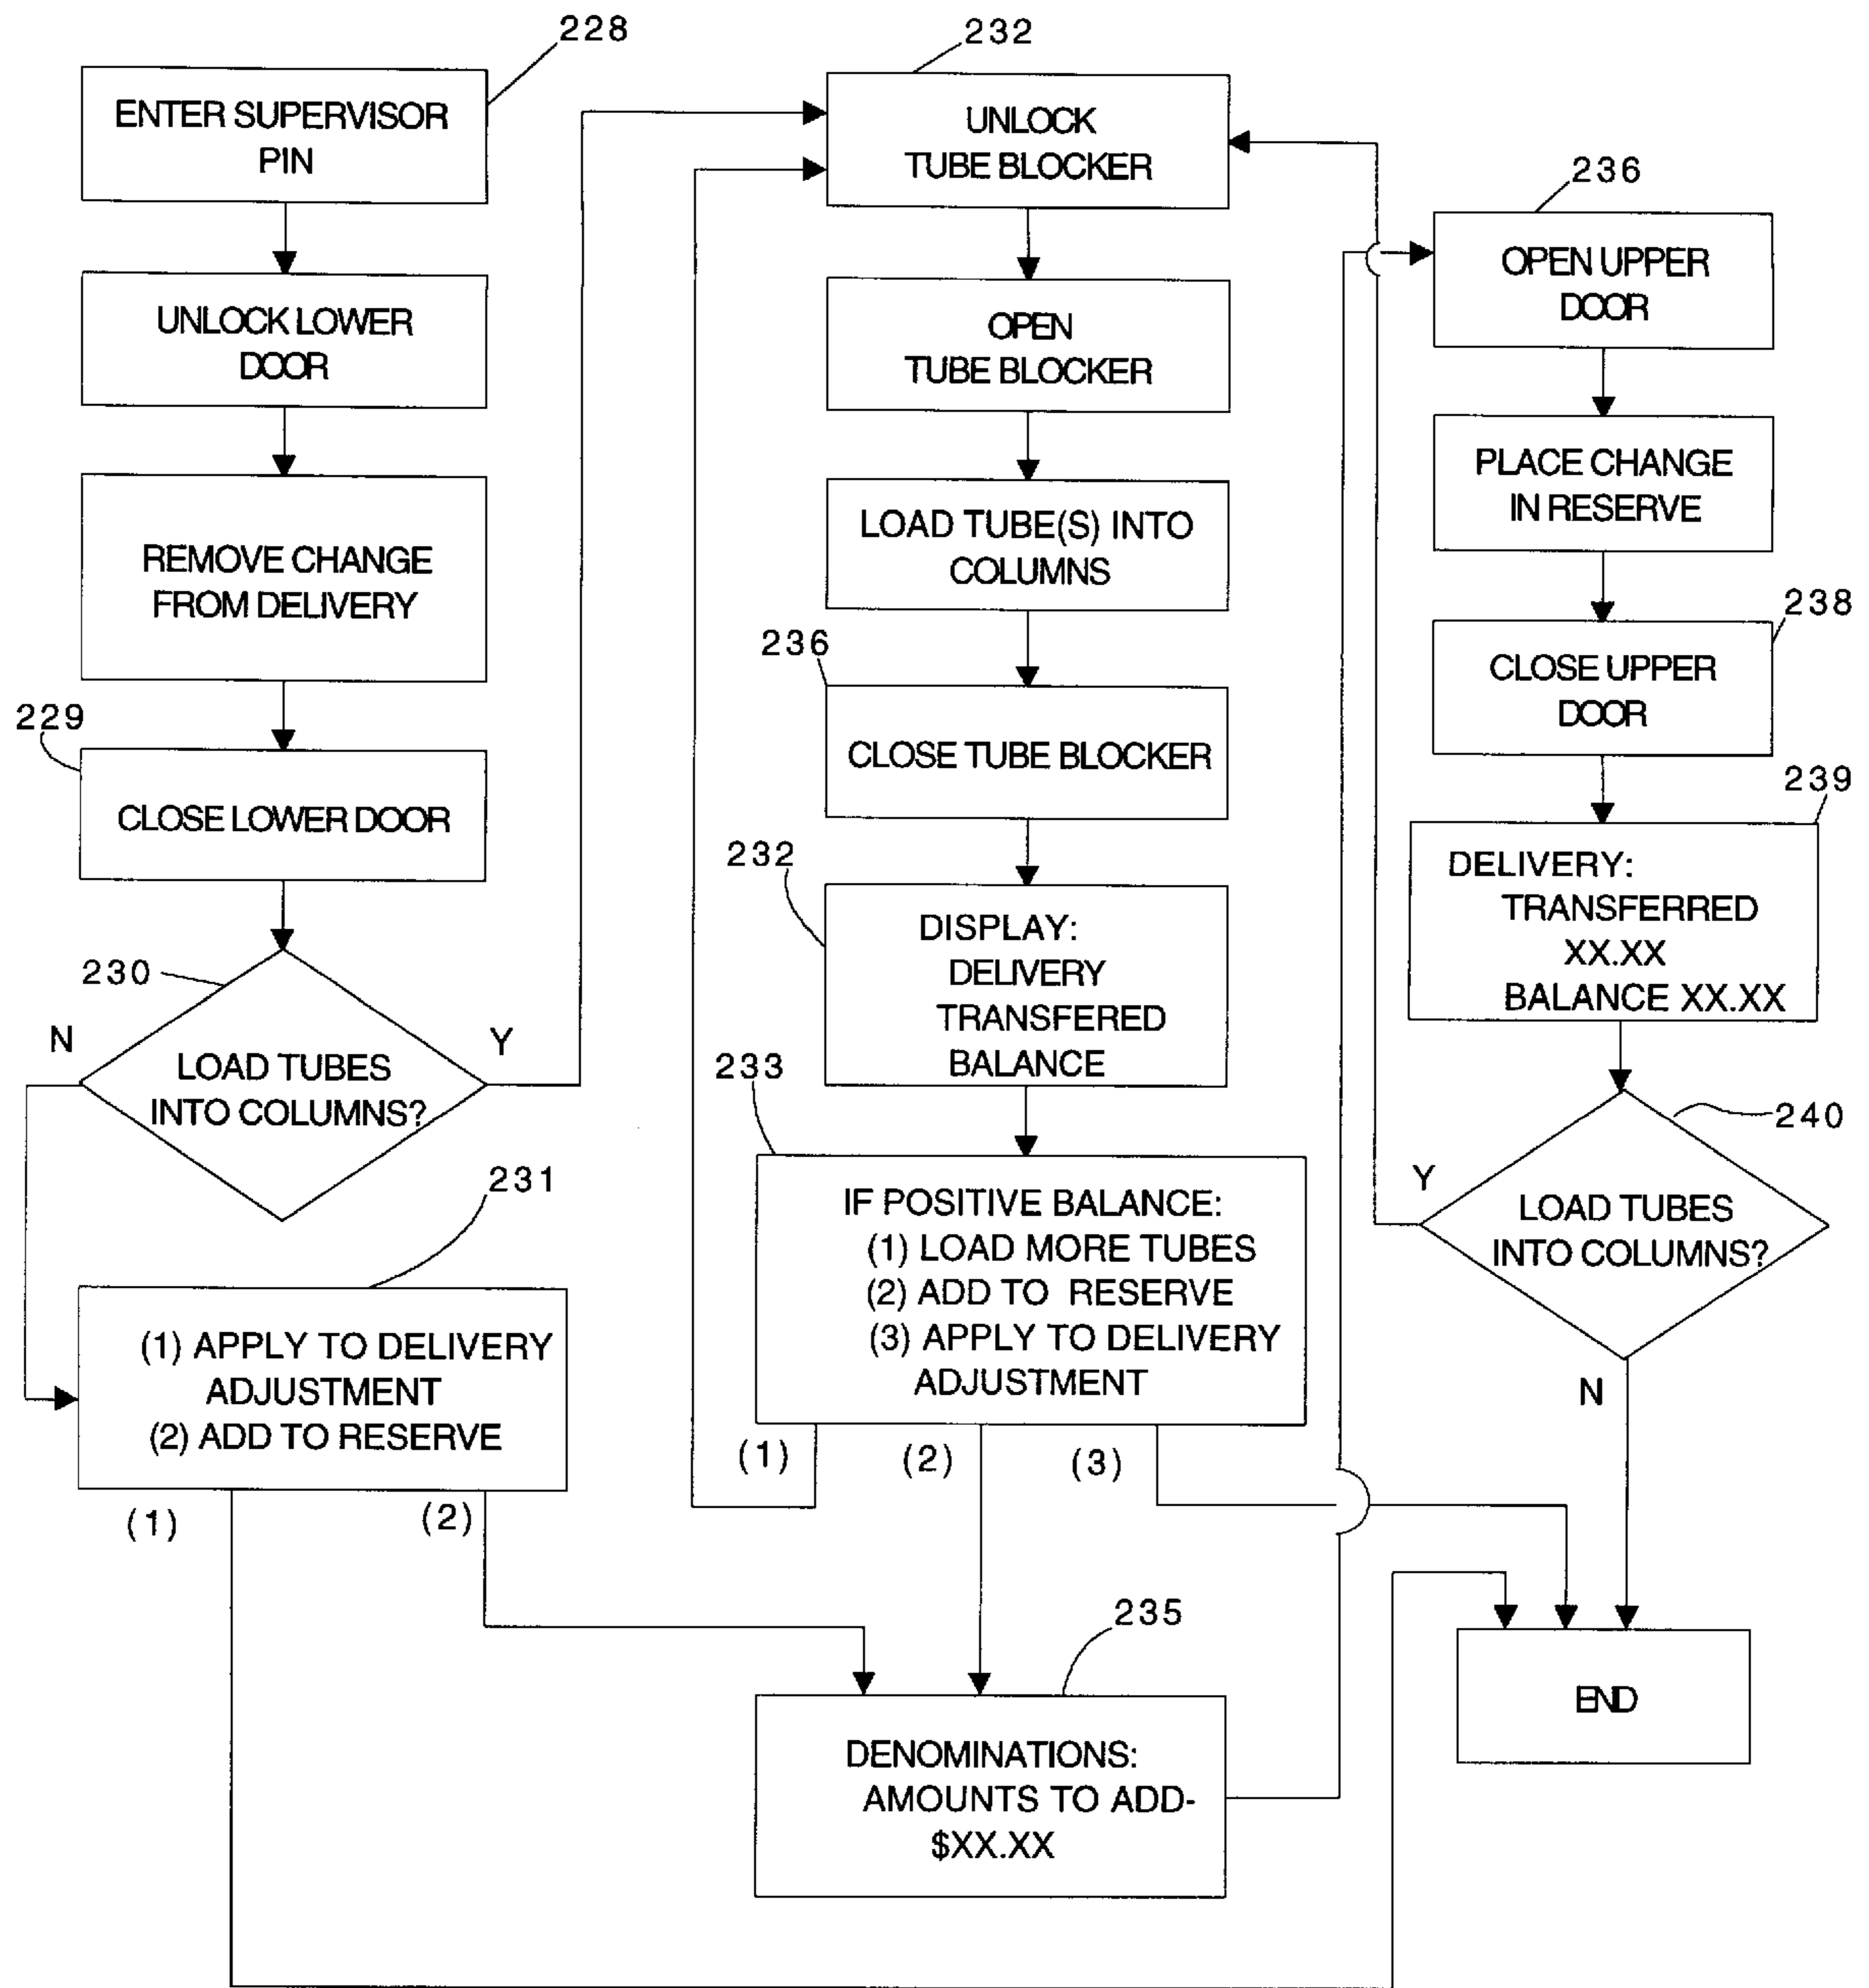 228
ENTER SUPERVISOR
PIN
UNLOCK LOWER
DOOR
REMOVE CHANGE
FROM DELIVERY
229
CLOSE LOWER DOOR
230
N
Y
LOAD TUBES
INTO COLUMNS?
231
(1) APPLY TO DELIVERY
ADJUSTMENT
(2) ADD TO RESERVE
(1)
(2)
232
UNLOCK
TUBE BLOCKER
OPEN
TUBE BLOCKER
LOAD TUBE(S) INTO
COLUMNS
236
CLOSE TUBE BLOCKER
232
DISPLAY:
DELIVERY
TRANSFERED
BALANCE
233
IF POSITIVE BALANCE:
(1) LOAD MORE TUBES
(2) ADD TO RESERVE
(3) APPLY TO DELIVERY
ADJUSTMENT
(1)
(2)
(3)
235
DENOMINATIONS:
AMOUNTS TO ADD-
$XX.XX
236
OPEN UPPER
DOOR
PLACE CHANGE
IN RESERVE
238
CLOSE UPPER
DOOR
239
DELIVERY:
TRANSFERRED
XX.XX
BALANCE XX.XX
240
Y
LOAD TUBES
INTO COLUMNS?
N
END